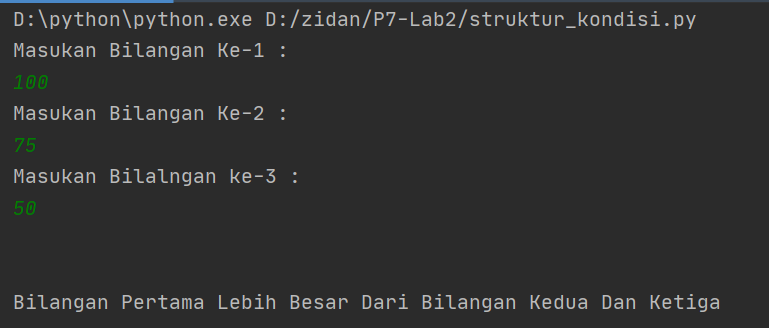 D:\python\python.exe D:/zidan/P7-Lab2/struktur_kondisi.py
Masukan Bilangan Ke-1 :
100
Masukan Bilangan Ke-2 :
75
Masukan Bilalngan ke-3 :
50
Bilangan Pertama Lebih Besar Dari Bilangan Kedua Dan Ketiga